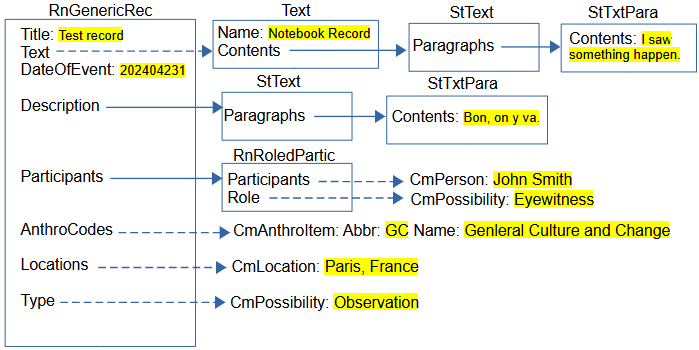 RnGenericRec
Title: Test record
Text
DateOfEvent: 202404231
Description
Participants
AnthroCodes
Locations
Type
Text
Name: Notebook Record
Contents
StText
Paragraphs
StTxtPara
Contents: I saw
something happen.
StText
Paragraphs
StTxtPara
Contents: Bon, on y va.
RnRoledPartic
Participants
Role
CmPerson: John Smith
CmPossibility: Eyewitness
CmAnthroItem: Abbr: GC Name: Genleral Culture and Change
CmLocation: Paris, France
CmPossibility: Observation